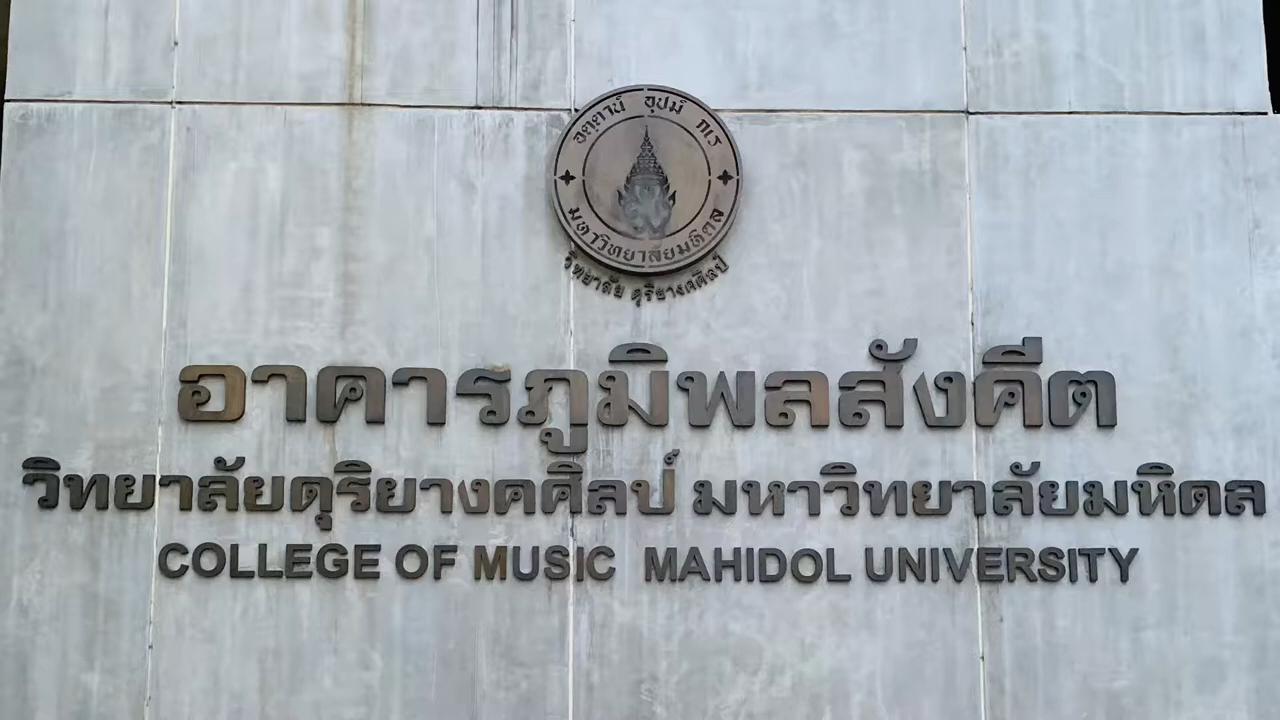 อตฺตานํ อุปมํ กเร
มหาวิทยาลัยมหิดล
วิทยาลัย ดุริยางคศิลป์
อาคารภูมิพลสังคีต
วิทยาลัยดุริยางคศิลป์ มหาวิทยาลัยมหิดล
COLLEGE OF MUSIC MAHIDOL UNIVERSITY